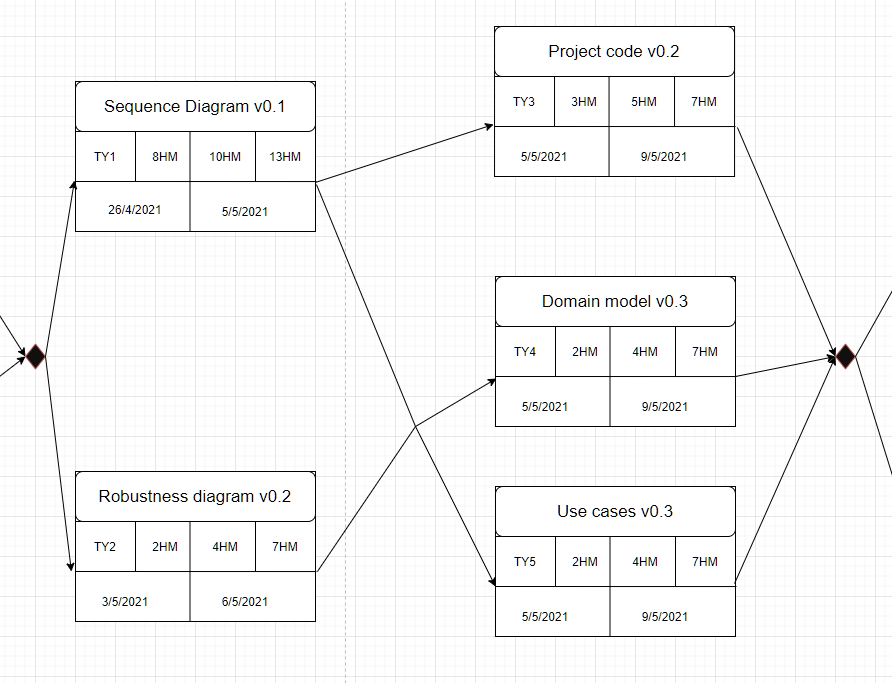 Sequence Diagram v0.1
TY1 8HM 10HM 13HM
26/4/2021 5/5/2021
Robustness diagram v0.2
TY2 2HM 4HM 7HM
3/5/2021 6/5/2021
Project code v0.2
TY3 3HM 5HM 7HM
5/5/2021 9/5/2021
Domain model v0.3
TY4 2HM 4HM 7HM
5/5/2021 9/5/2021
Use cases v0.3
TY5 2HM 4HM 7HM
5/5/2021 9/5/2021